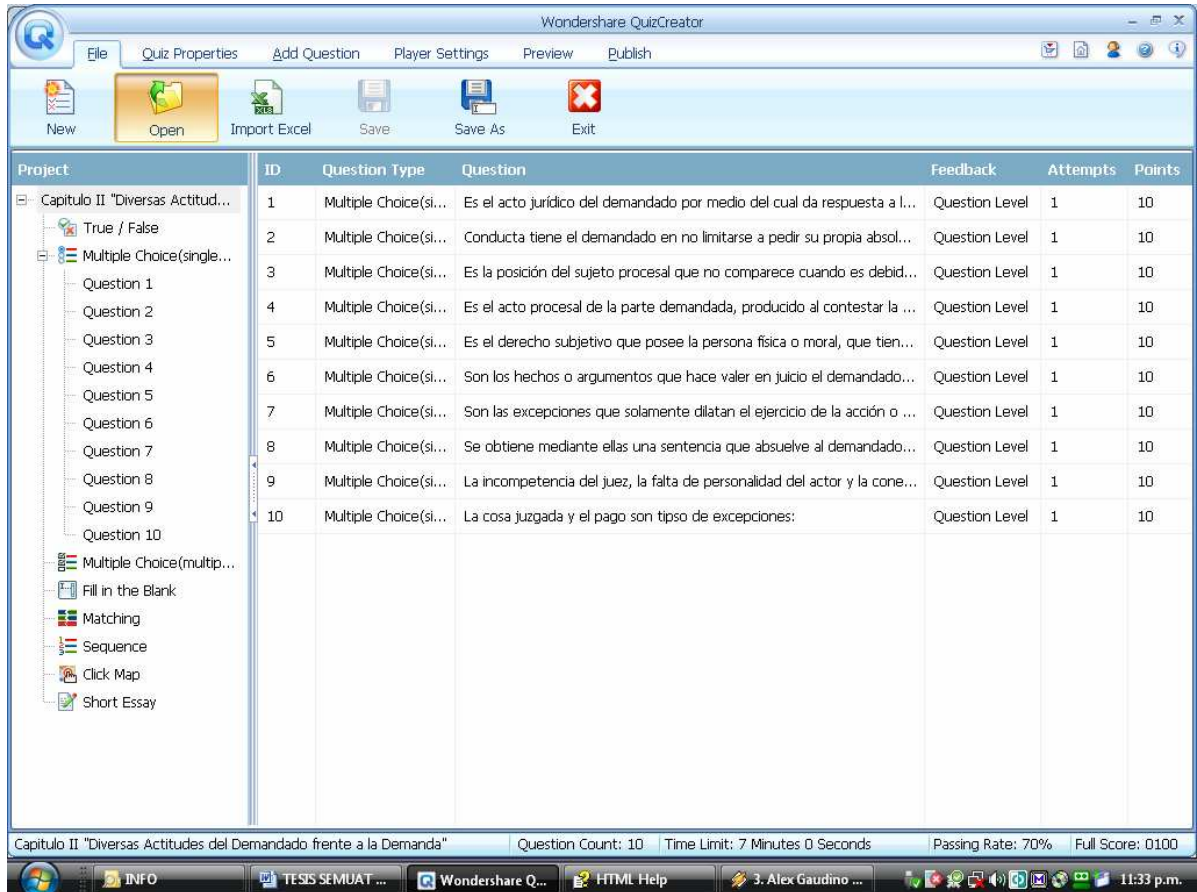 Wondershare QuizCreator
File Quiz Properties Add Question Player Settings Preview Publish
New Open Import Excel Save Save As Exit
Project
Capitulo II "Diversas Actitud...
True / False
Multiple Choice(single...
Question 1
Question 2
Question 3
Question 4
Question 5
Question 6
Question 7
Question 8
Question 9
Question 10
Multiple Choice(multip...
Fill in the Blank
Matching
Sequence
Click Map
Short Essay
ID Question Type Question Feedback Attempts Points
1 Multiple Choice(si... Es el acto jurídico del demandado por medio del cual da respuesta a l... Question Level 1 10
2 Multiple Choice(si... Conducta tiene el demandado en no limitarse a pedir su propia absol... Question Level 1 10
3 Multiple Choice(si... Es la posición del sujeto procesal que no comparece cuando es debid... Question Level 1 10
4 Multiple Choice(si... Es el acto procesal de la parte demandada, producido al contestar la ... Question Level 1 10
5 Multiple Choice(si... Es el derecho subjetivo que posee la persona física o moral, que tien... Question Level 1 10
6 Multiple Choice(si... Son los hechos o argumentos que hace valer en juicio el demandado... Question Level 1 10
7 Multiple Choice(si... Son las excepciones que solamente dilatan el ejercicio de la acción o ... Question Level 1 10
8 Multiple Choice(si... Se obtiene mediante ellas una sentencia que absuelve al demandado... Question Level 1 10
9 Multiple Choice(si... La incompetencia del juez, la falta de personalidad del actor y la cone... Question Level 1 10
10 Multiple Choice(si... La cosa juzgada y el pago son tipso de excepciones: Question Level 1 10
Capitulo II "Diversas Actitudes del Demandado frente a la Demanda" Question Count: 10 Time Limit: 7 Minutes 0 Seconds Passing Rate: 70% Full Score: 0100
INFO TESIS SEMUAT ... Wondershare Q... HTML Help 3. Alex Gaudino ... 11:33 p.m.